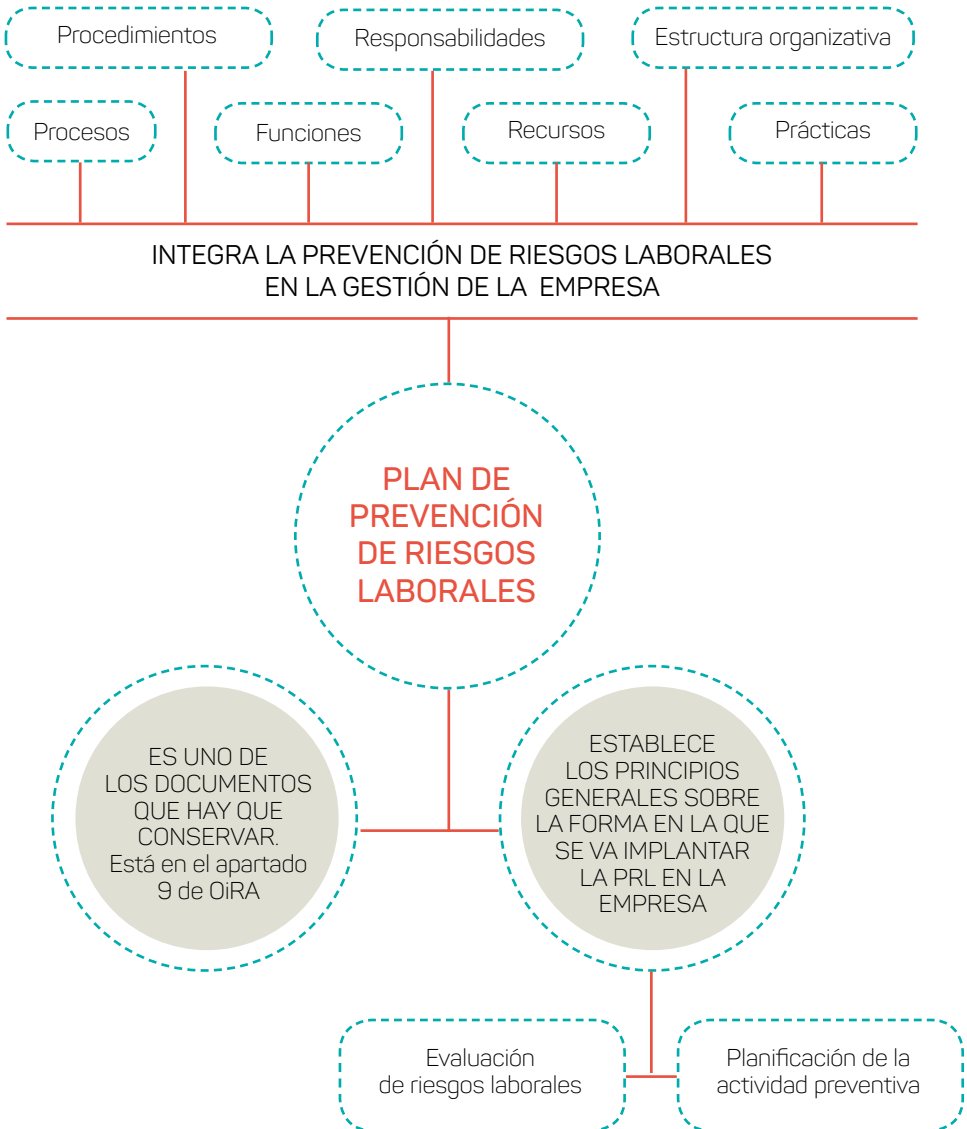 Procedimientos
Responsabilidades
Estructura organizativa
Procesos
Funciones
Recursos
Prácticas
INTEGRA LA PREVENCIÓN DE RIESGOS LABORALES
EN LA GESTIÓN DE LA EMPRESA
PLAN DE
PREVENCIÓN
DE RIESGOS
LABORALES
ES UNO DE
LOS DOCUMENTOS
QUE HAY QUE
CONSERVAR.
Está en el apartado
9 de OiRA
ESTABLECE
LOS PRINCIPIOS
GENERALES SOBRE
LA FORMA EN LA QUE
SE VA IMPLANTAR
LA PRL EN LA
EMPRESA
Evaluación
de riesgos laborales
Planificación de la
actividad preventiva